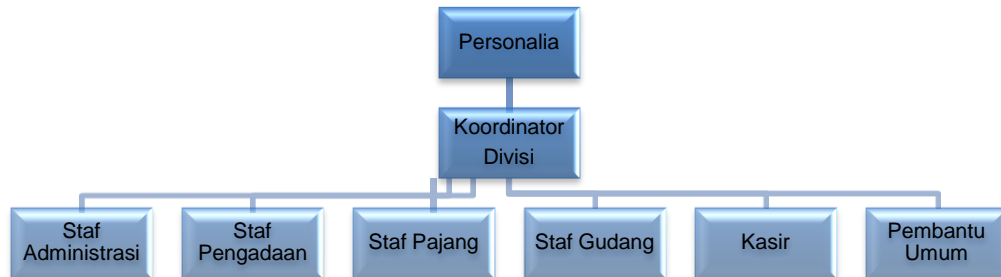 Personalia
Koordinator
Divisi
Staf
Administrasi
Staf
Pengadaan
Staf Pajang
Staf Gudang
Kasir
Pembantu
Umum